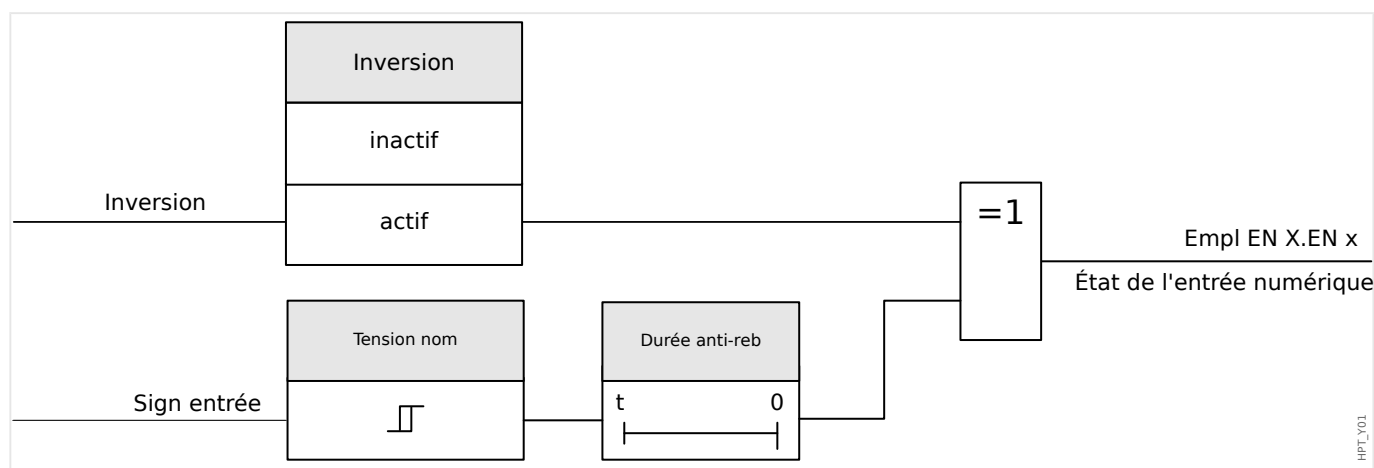 Inversion
inactif
actif
Inversion
=1
Empl EN X.EN x
État de l'entrée numérique
Tension nom
Durée anti-reb
Sign entrée
t 0
HPT_Y01